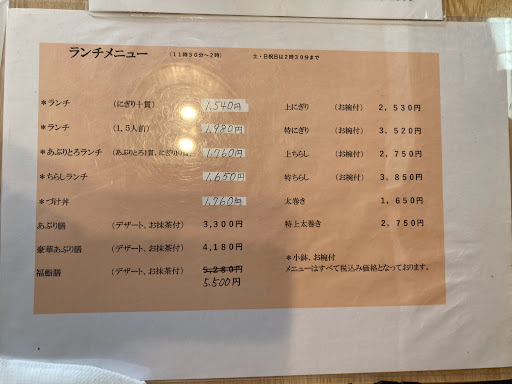 ランチメニュー （11時30分～2時） 土・日祝日は2時30分まで
＊ランチ （にぎり十貫） 1,540円
＊ランチ （1．5人前） 1,980円
＊あぶりとろランチ 1,760円
＊ちらしランチ 1,650円
＊づけ丼 1,760円
あぶり膳 （デザート、お抹茶付） 3,300円
豪華あぶり膳 （デザート、お抹茶付） 4,180円
福鮨膳 （デザート、お抹茶付） 5,280円
5,500円
上にぎり （お椀付） 2，530円
特にぎり （お椀付） 3，520円
上ちらし （お椀付） 2，750円
特ちらし （お椀付） 3，850円
太巻き 1，650円
特上太巻き 2，750円
＊小鉢、お椀付
メニューはすべて税込み価格となっております。